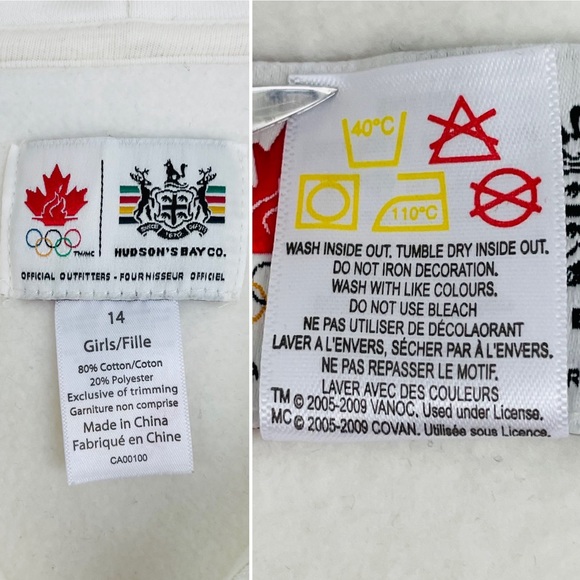 SINCE 1670
TM/MC
HUDSON'S BAY CO.
OFFICIAL OUTFITTERS - FOURNISSEUR OFFICIEL
14
Girls/Fille
80% Cotton/Coton
20% Polyester
Exclusive of trimming
Garniture non comprise
Made in China
Fabriqué en Chine
CA00100
40°C
110°C
WASH INSIDE OUT. TUMBLE DRY INSIDE OUT.
DO NOT IRON DECORATION.
WASH WITH LIKE COLOURS.
DO NOT USE BLEACH
NE PAS UTILISER DE DÉCOLAORANT
LAVER A L'ENVERS, SÉCHER PAR À L'ENVERS.
NE PAS REPASSER LE MOTIF.
LAVER AVEC DES COULEURS
TM © 2005-2009 VANOC. Used under License.
MC © 2005-2009 COVAN. Utilisée sous Licence.